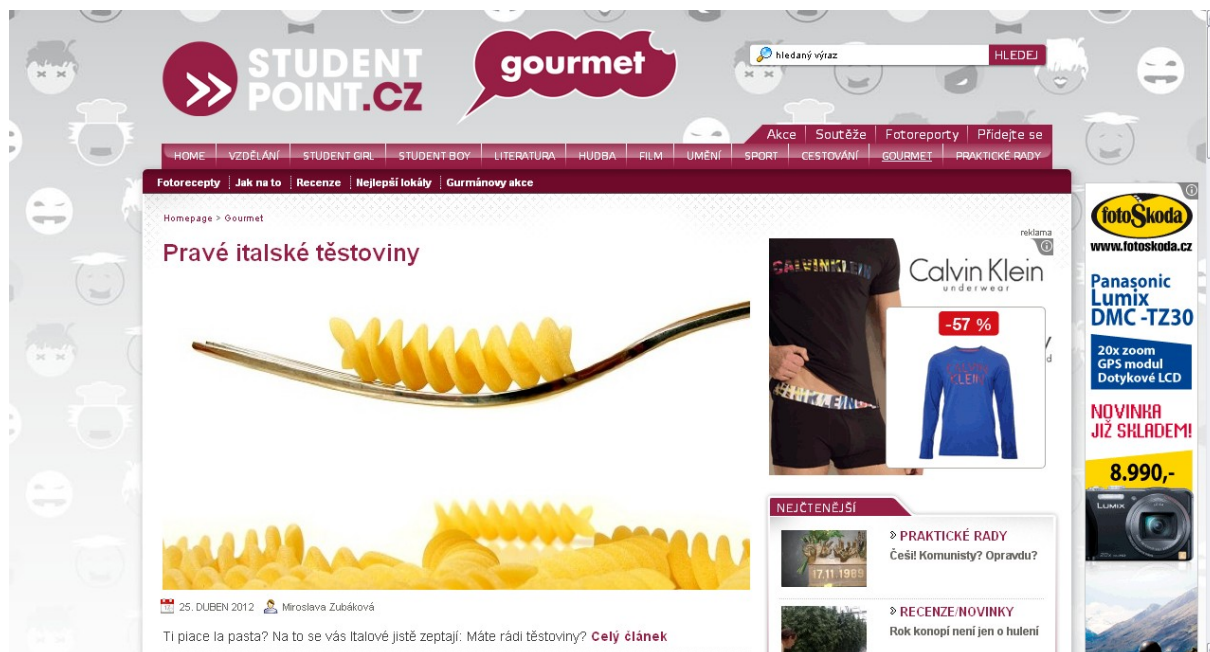 STUDENT
POINT.CZ
gourmet
hledaný výraz
HLEDEJ
Akce
Soutěže
Fotoreporty
Přidejte se
HOME
VZDĚLÁNÍ
STUDENT GIRL
STUDENT BOY
LITERATURA
HUDBA
FILM
UMĚNÍ
SPORT
CESTOVÁNÍ
GOURMET
PRAKTICKÉ RADY
Fotorecepty
Jak na to
Recenze
Nejlepší lokály
Gurmánovy akce
Homepage > Gourmet
Pravé italské těstoviny
25. DUBEN 2012
Miroslava Zubáková
Ti piace la pasta? Na to se vás Italové jistě zeptají: Máte rádi těstoviny? Celý článek
reklama
CALVIN KLEIN
Calvin Klein
underwear
-57 %
CALVIN
KLEIN
NEJČTENĚJŠÍ
17.11.1989
PRAKTICKÉ RADY
Češi! Komunisty? Opravdu?
RECENZE/NOVINKY
Rok konopí není jen o hulení
fotoŠkoda
www.fotoskoda.cz
Panasonic
Lumix
DMC -TZ30
20x zoom
GPS modul
Dotykové LCD
NOVINKA
JIŽ SKLADEM!
8.990,-
LUMIX